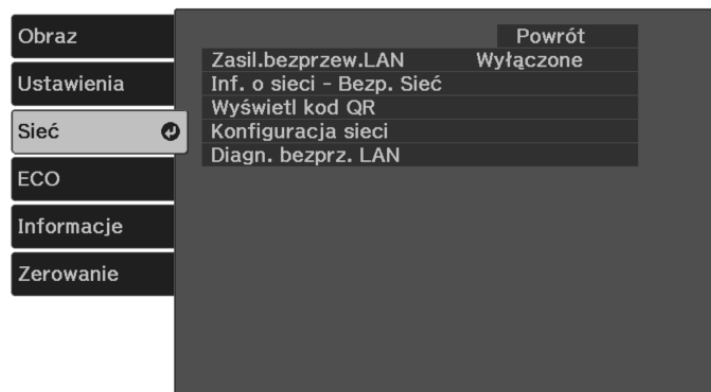 Obraz
Ustawienia
Sieć
ECO
Informacje
Zerowanie
Powrót
Zasil.bezprzew.LAN Wyłączone
Inf. o sieci - Bezp. Sieć
Wyświetl kod QR
Konfiguracja sieci
Diagn. bezprz. LAN